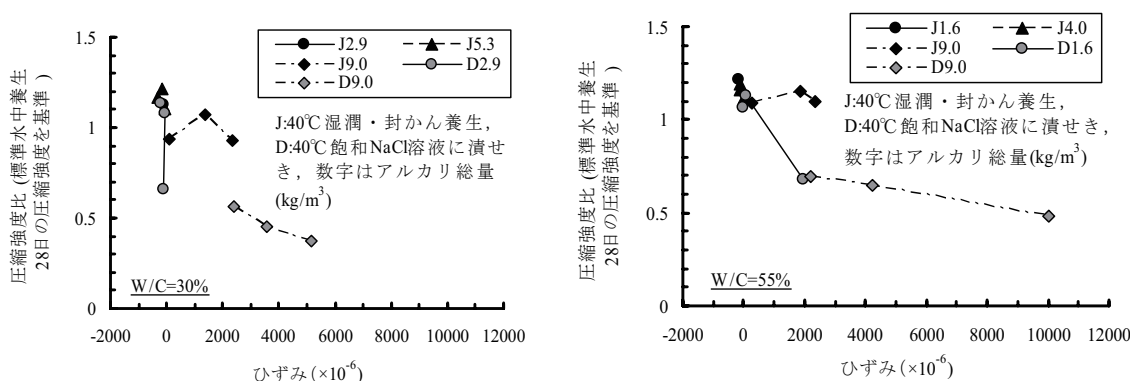 圧縮強度比 (標準水中養生
28日の圧縮強度を基準 )
1.5
1
0.5
0
J2.9
J5.3
J9.0
D2.9
D9.0
J:40℃湿潤・封かん養生,
D:40℃飽和NaCl溶液に漬せ
き，数字はアルカリ総量
(kg/m³)
W/C=30%
-2000 0 2000 4000 6000 8000 10000 12000
ひずみ(×10⁻⁶)
圧縮強度比 (標準水中養生
28日の圧縮強度を基準 )
1.5
1
0.5
0
J1.6
J4.0
J9.0
D1.6
D9.0
J:40℃湿潤・封かん養生，
D:40℃飽和NaCl溶液に漬せき，
数字はアルカリ総量(kg/m³)
W/C=55%
-2000 0 2000 4000 6000 8000 10000 12000
ひずみ(×10⁻⁶)